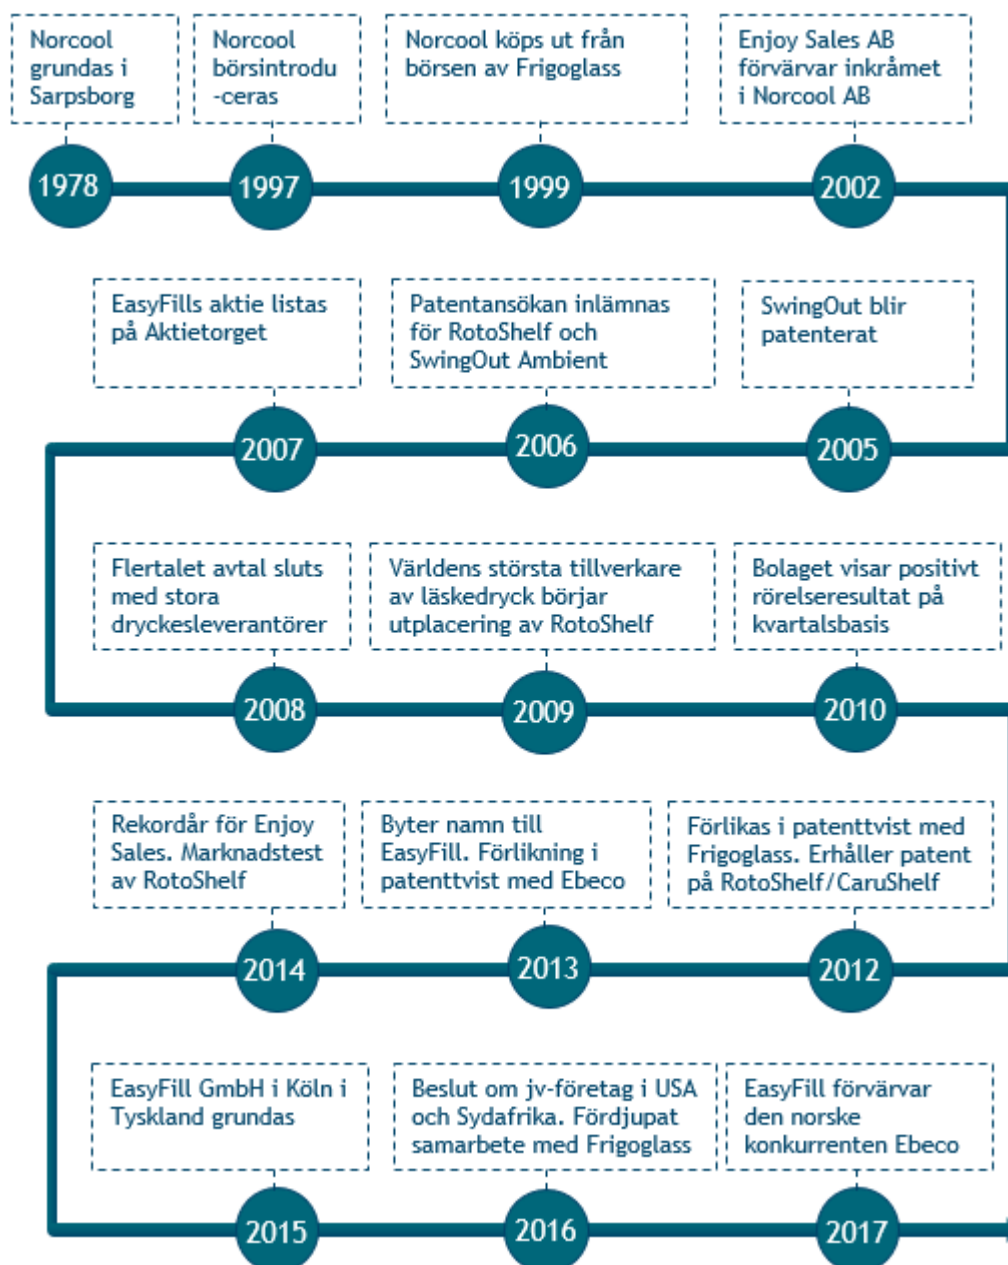 Norcool
grundas i
Sarpsborg
1978
Norcool
börsintrodu
-ceras
1997
Norcool köps ut från
börsen av Frigoglass
1999
Enjoy Sales AB
förvärvar inkråmet
i Norcool AB
2002
SwingOut blir
patenterat
2005
Patentansökan inlämnas
för RotoShelf och
SwingOut Ambient
2006
EasyFills aktie listas
på Aktietorget
2007
Flertalet avtal sluts
med stora
dryckesleverantörer
2008
Världens största tillverkare
av läskedryck börjar
utplacering av RotoShelf
2009
Bolaget visar positivt
rörelseresultat på
kvartalsbasis
2010
Förlikas i patenttvist med
Frigoglass. Erhåller patent
på RotoShelf/CaruShelf
2012
Byter namn till
EasyFill. Förlikning i
patenttvist med Ebeco
2013
Rekordår för Enjoy
Sales. Marknadstest
av RotoShelf
2014
EasyFill GmbH i Köln i
Tyskland grundas
2015
Beslut om jv-företag i USA
och Sydafrika. Fördjupat
samarbete med Frigoglass
2016
EasyFill förvärvar
den norske
konkurrenten Ebeco
2017